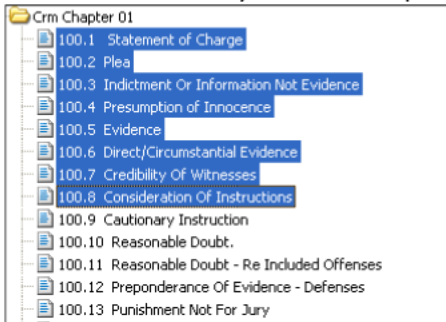 Crm Chapter 01
100.1 Statement of Charge
100.2 Plea
100.3 Indictment Or Information Not Evidence
100.4 Presumption of Innocence
100.5 Evidence
100.6 Direct/Circumstantial Evidence
100.7 Credibility Of Witnesses
100.8 Consideration Of Instructions
100.9 Cautionary Instruction
100.10 Reasonable Doubt.
100.11 Reasonable Doubt - Re Included Offenses
100.12 Preponderance Of Evidence - Defenses
100.13 Punishment Not For Jury